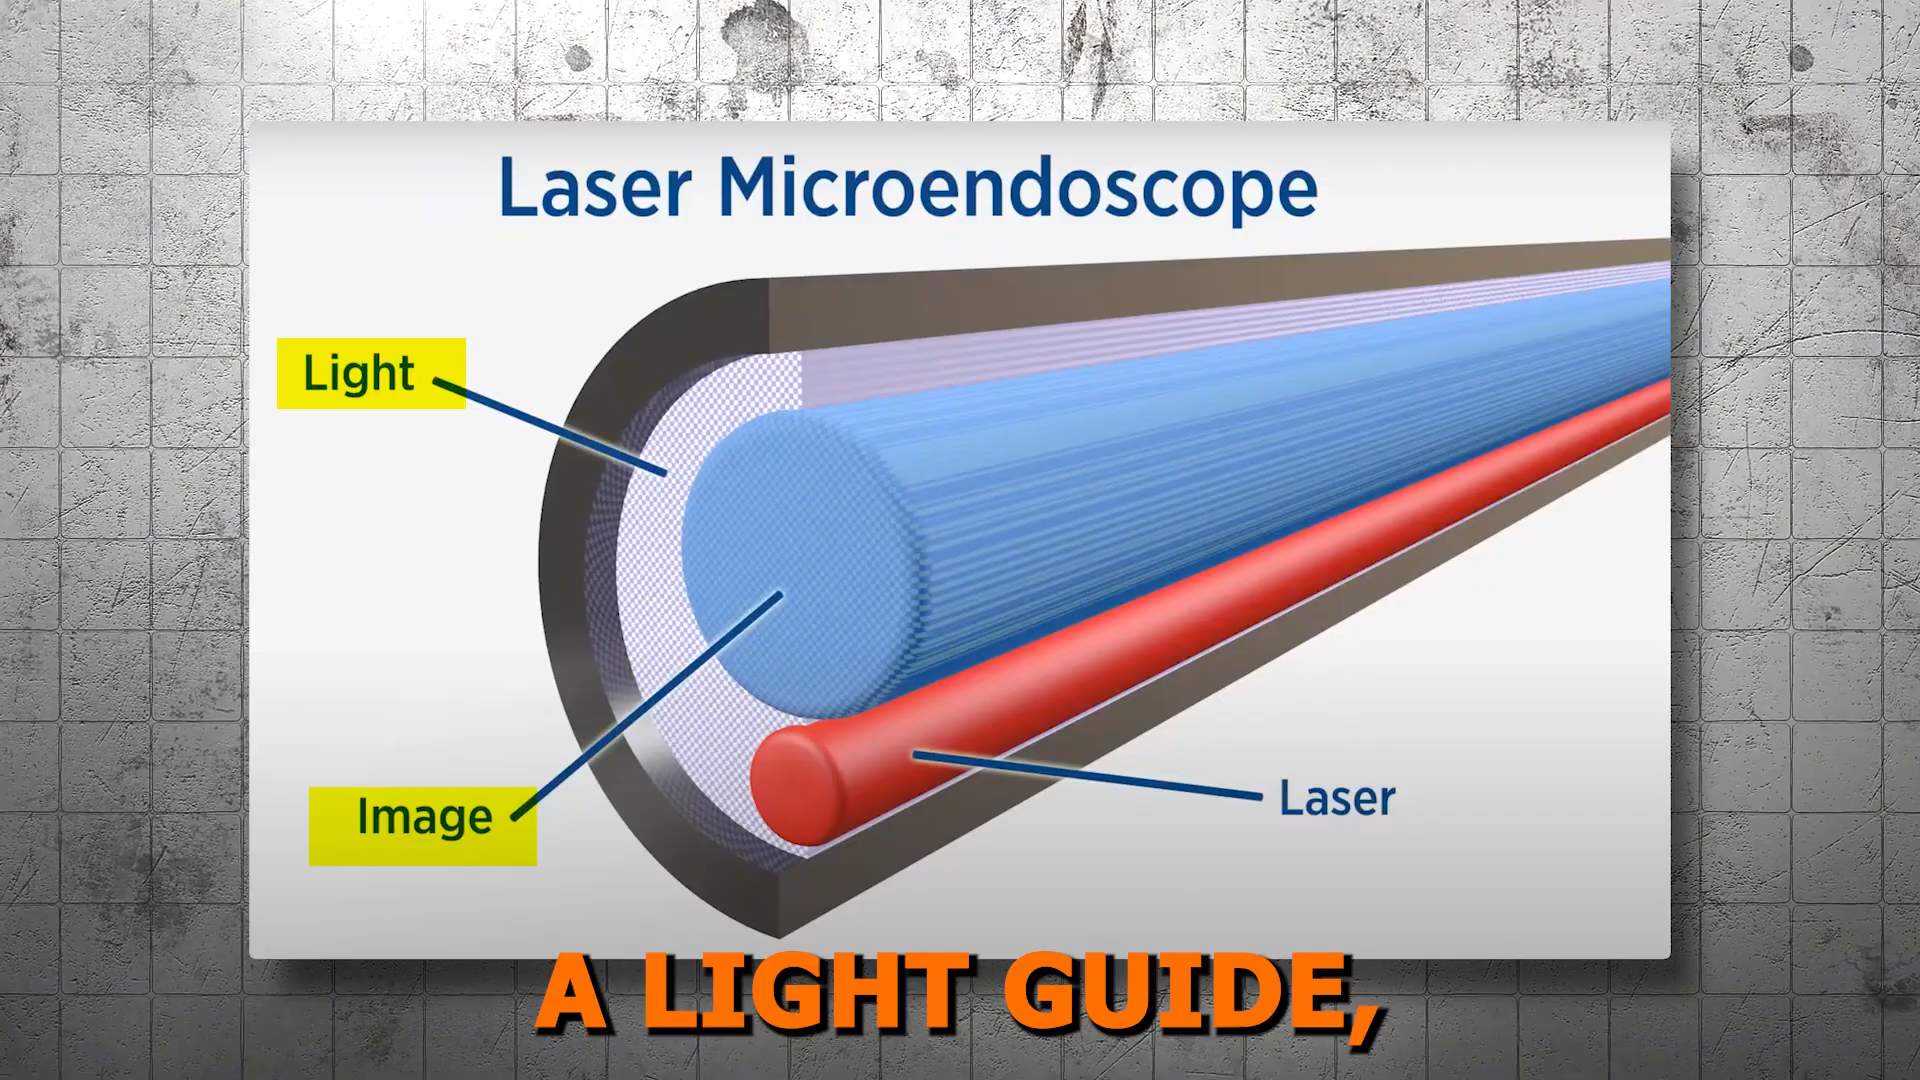 Laser Microendoscope
Light
Image
Laser
A LIGHT GUIDE,